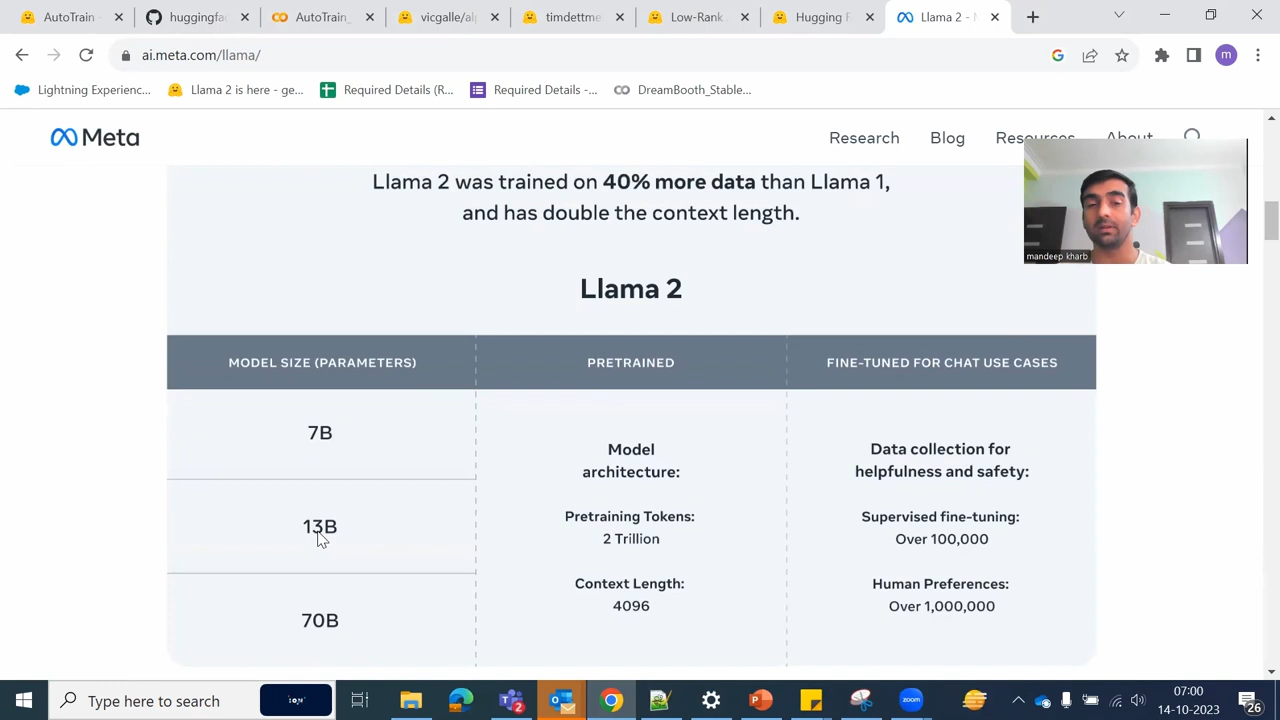 AutoTrain
huggingfac
AutoTrain_
vicgalle/alp
timdettme
Low-Rank
Hugging F
Llama 2 - M
ai.meta.com/llama/
m
Lightning Experienc...
Llama 2 is here - ge...
Required Details (R...
Required Details -...
DreamBooth_Stable...
Meta
Research
Blog
Resources
About
Llama 2 was trained on 40% more data than Llama 1,
and has double the context length.
mandeep kharb
Llama 2
MODEL SIZE (PARAMETERS)
PRETRAINED
FINE-TUNED FOR CHAT USE CASES
7B
13B
70B
Model
architecture:
Pretraining Tokens:
2 Trillion
Context Length:
4096
Data collection for
helpfulness and safety:
Supervised fine-tuning:
Over 100,000
Human Preferences:
Over 1,000,000
Type here to search
07:00
14-10-2023
26